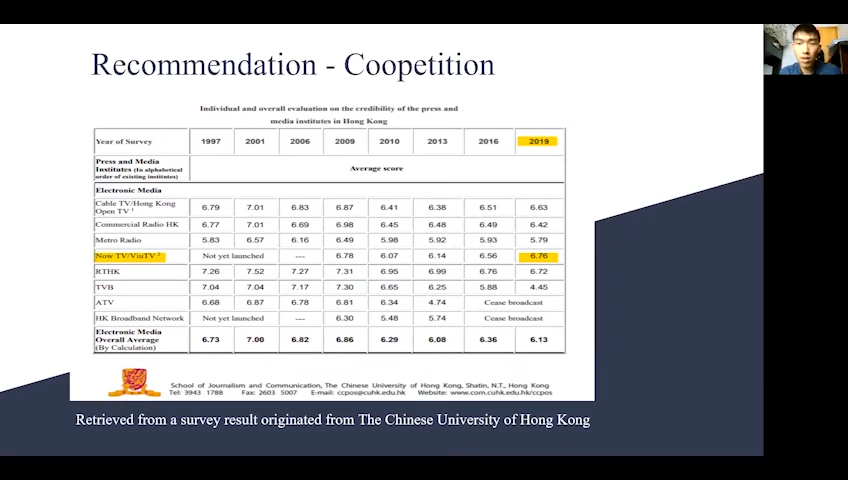 Recommendation - Coopetition
Individual and overall evaluation on the credibility of the press and
media institutes in Hong Kong
Year of Survey 1997 2001 2006 2009 2010 2013 2016 2019
Press and Media
Institutes (In alphabetical
order of existing institutes)
Average score
Electronic Media
Cable TV/Hong Kong
Open TV 1 6.79 7.01 6.83 6.87 6.41 6.38 6.51 6.63
Commercial Radio HK 6.77 7.01 6.69 6.98 6.45 6.48 6.49 6.42
Metro Radio 5.83 6.57 6.16 6.49 5.98 5.92 5.93 5.79
Now TV/ViuTV 2 Not yet launched --- 6.78 6.07 6.14 6.56 6.76
RTHK 7.26 7.52 7.27 7.31 6.95 6.99 6.76 6.72
TVB 7.04 7.04 7.17 7.30 6.65 6.25 5.88 4.45
ATV 6.68 6.87 6.78 6.81 6.34 4.74 Cease broadcast
HK Broadband Network Not yet launched --- 6.30 5.48 5.74 Cease broadcast
Electronic Media
Overall Average
(By Calculation) 6.73 7.00 6.82 6.86 6.29 6.08 6.36 6.13
School of Journalism and Communication, The Chinese University of Hong Kong, Shatin, N.T., Hong Kong
Tel: 3943 1788 Fax: 2603 5007 E-mail: ccpos@cuhk.edu.hk Website: www.com.cuhk.edu.hk/ccpos
Retrieved from a survey result originated from The Chinese University of Hong Kong